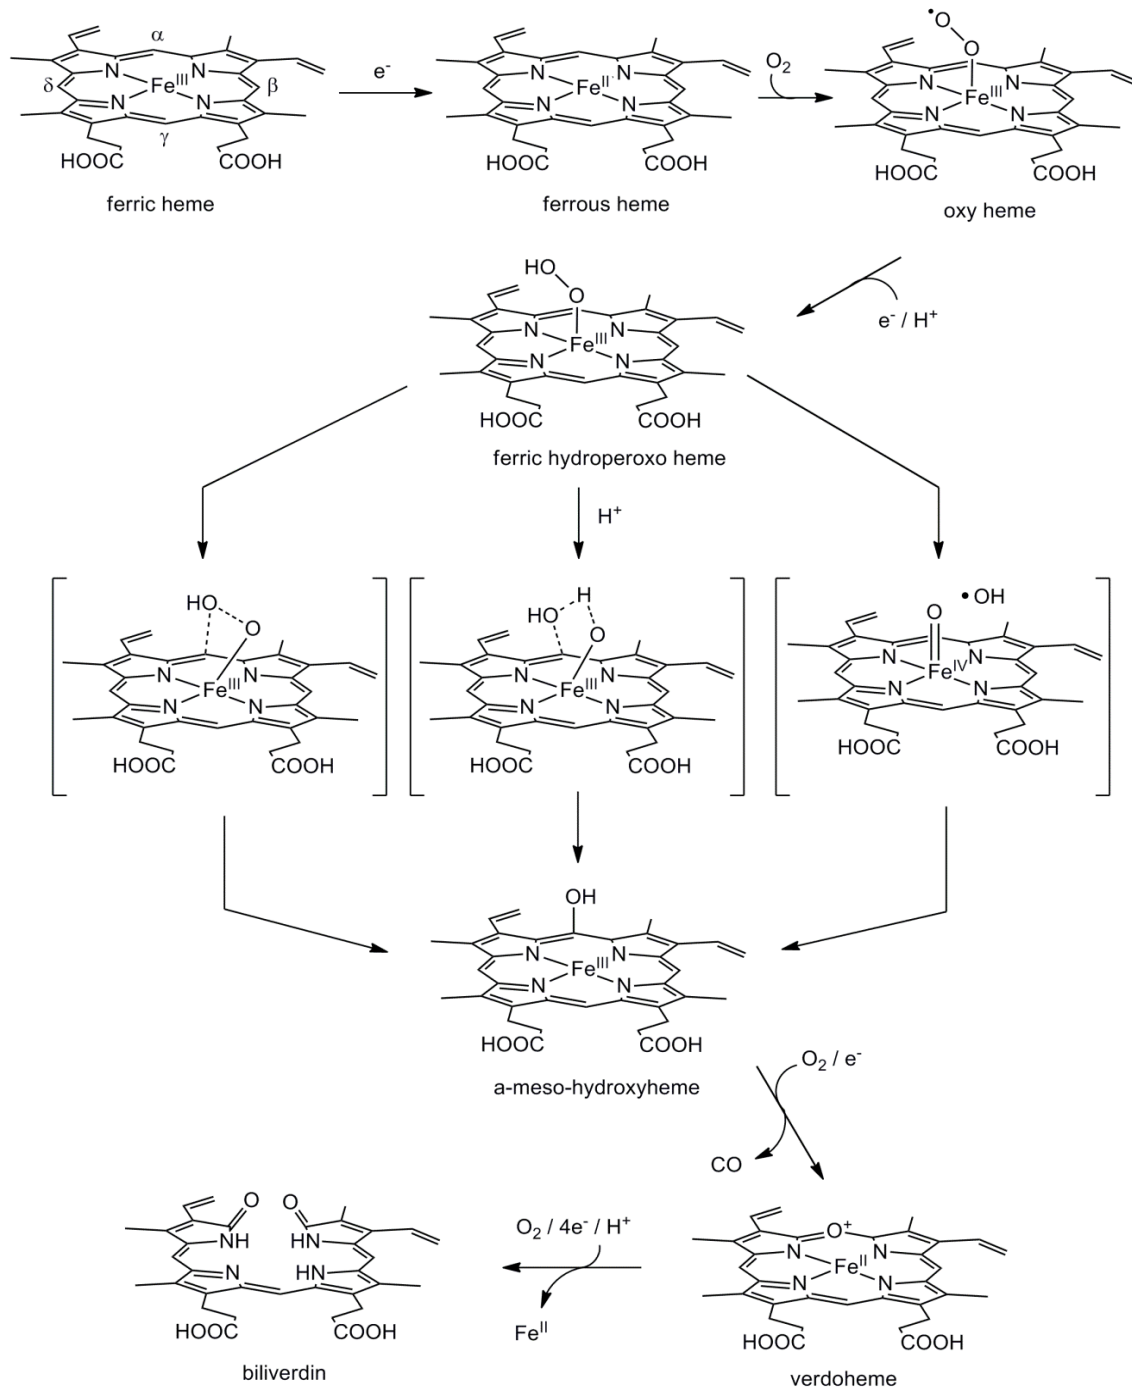 α
δ
N
N
Fe^III
β
N
N
γ
HOOC
COOH
ferric heme
e⁻
N
N
Fe^II
N
N
HOOC
COOH
ferrous heme
O₂
•O
O
N
N
Fe^III
N
N
HOOC
COOH
oxy heme
e⁻ / H⁺
HO
O
N
N
Fe^III
N
N
HOOC
COOH
ferric hydroperoxo heme
H⁺
HO
O
N
N
Fe^III
N
N
HOOC
COOH
H
HO
O
N
N
Fe^III
N
N
HOOC
COOH
•OH
O
N
N
Fe^IV
N
N
HOOC
COOH
OH
N
N
Fe^III
N
N
HOOC
COOH
a-meso-hydroxyheme
O₂ / e⁻
CO
O⁺
N
N
Fe^II
N
N
HOOC
COOH
verdoheme
O₂ / 4e⁻ / H⁺
Fe^II
O
O
NH
HN
N
HN
HOOC
COOH
biliverdin